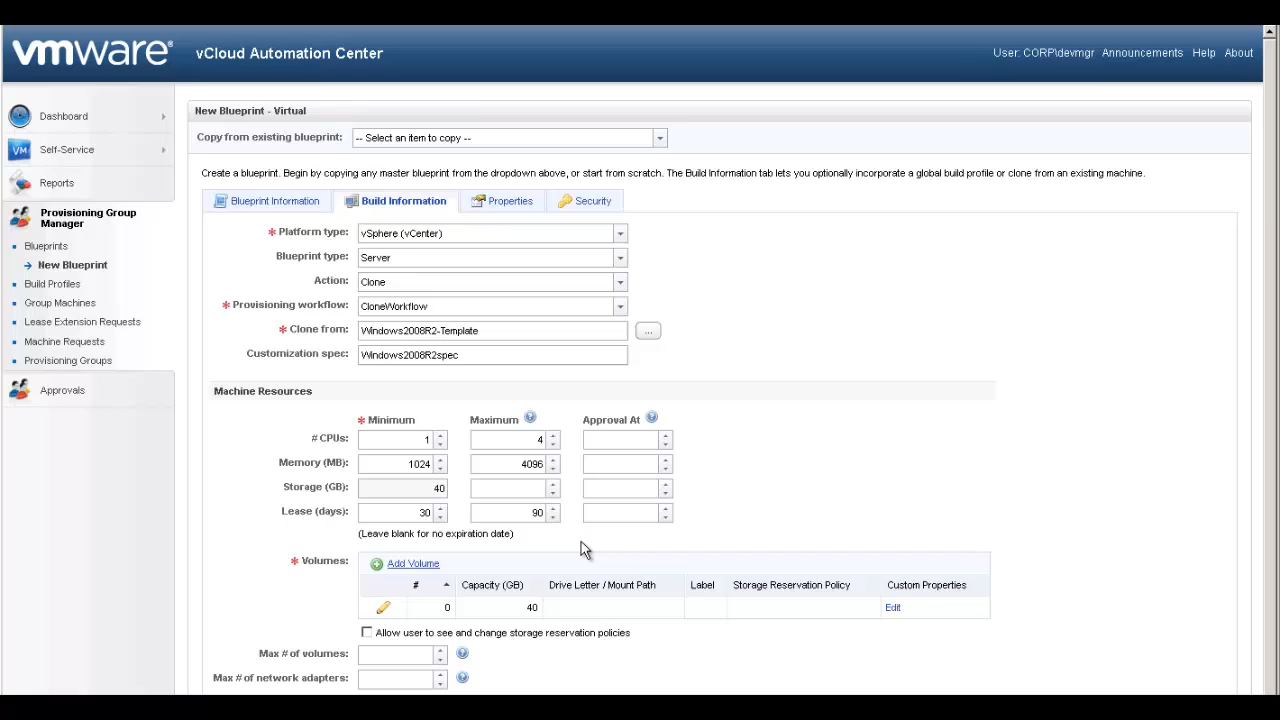 vmware® vCloud Automation Center User: CORP\devmgr Announcements Help About
Dashboard
Self-Service
Reports
Provisioning Group
Manager
Blueprints
New Blueprint
Build Profiles
Group Machines
Lease Extension Requests
Machine Requests
Provisioning Groups
Approvals
New Blueprint - Virtual
Copy from existing blueprint: -- Select an item to copy --
Create a blueprint. Begin by copying any master blueprint from the dropdown above, or start from scratch. The Build Information tab lets you optionally incorporate a global build profile or clone from an existing machine.
Blueprint Information Build Information Properties Security
* Platform type: vSphere (vCenter)
Blueprint type: Server
Action: Clone
* Provisioning workflow: CloneWorkflow
* Clone from: Windows2008R2-Template ...
Customization spec: Windows2008R2spec
Machine Resources
* Minimum Maximum ? Approval At ?
# CPUs: 1 4
Memory (MB): 1024 4096
Storage (GB): 40
Lease (days): 30 90
(Leave blank for no expiration date)
* Volumes: Add Volume
# Capacity (GB) Drive Letter / Mount Path Label Storage Reservation Policy Custom Properties
0 40 Edit
Allow user to see and change storage reservation policies
Max # of volumes: ?
Max # of network adapters: ?